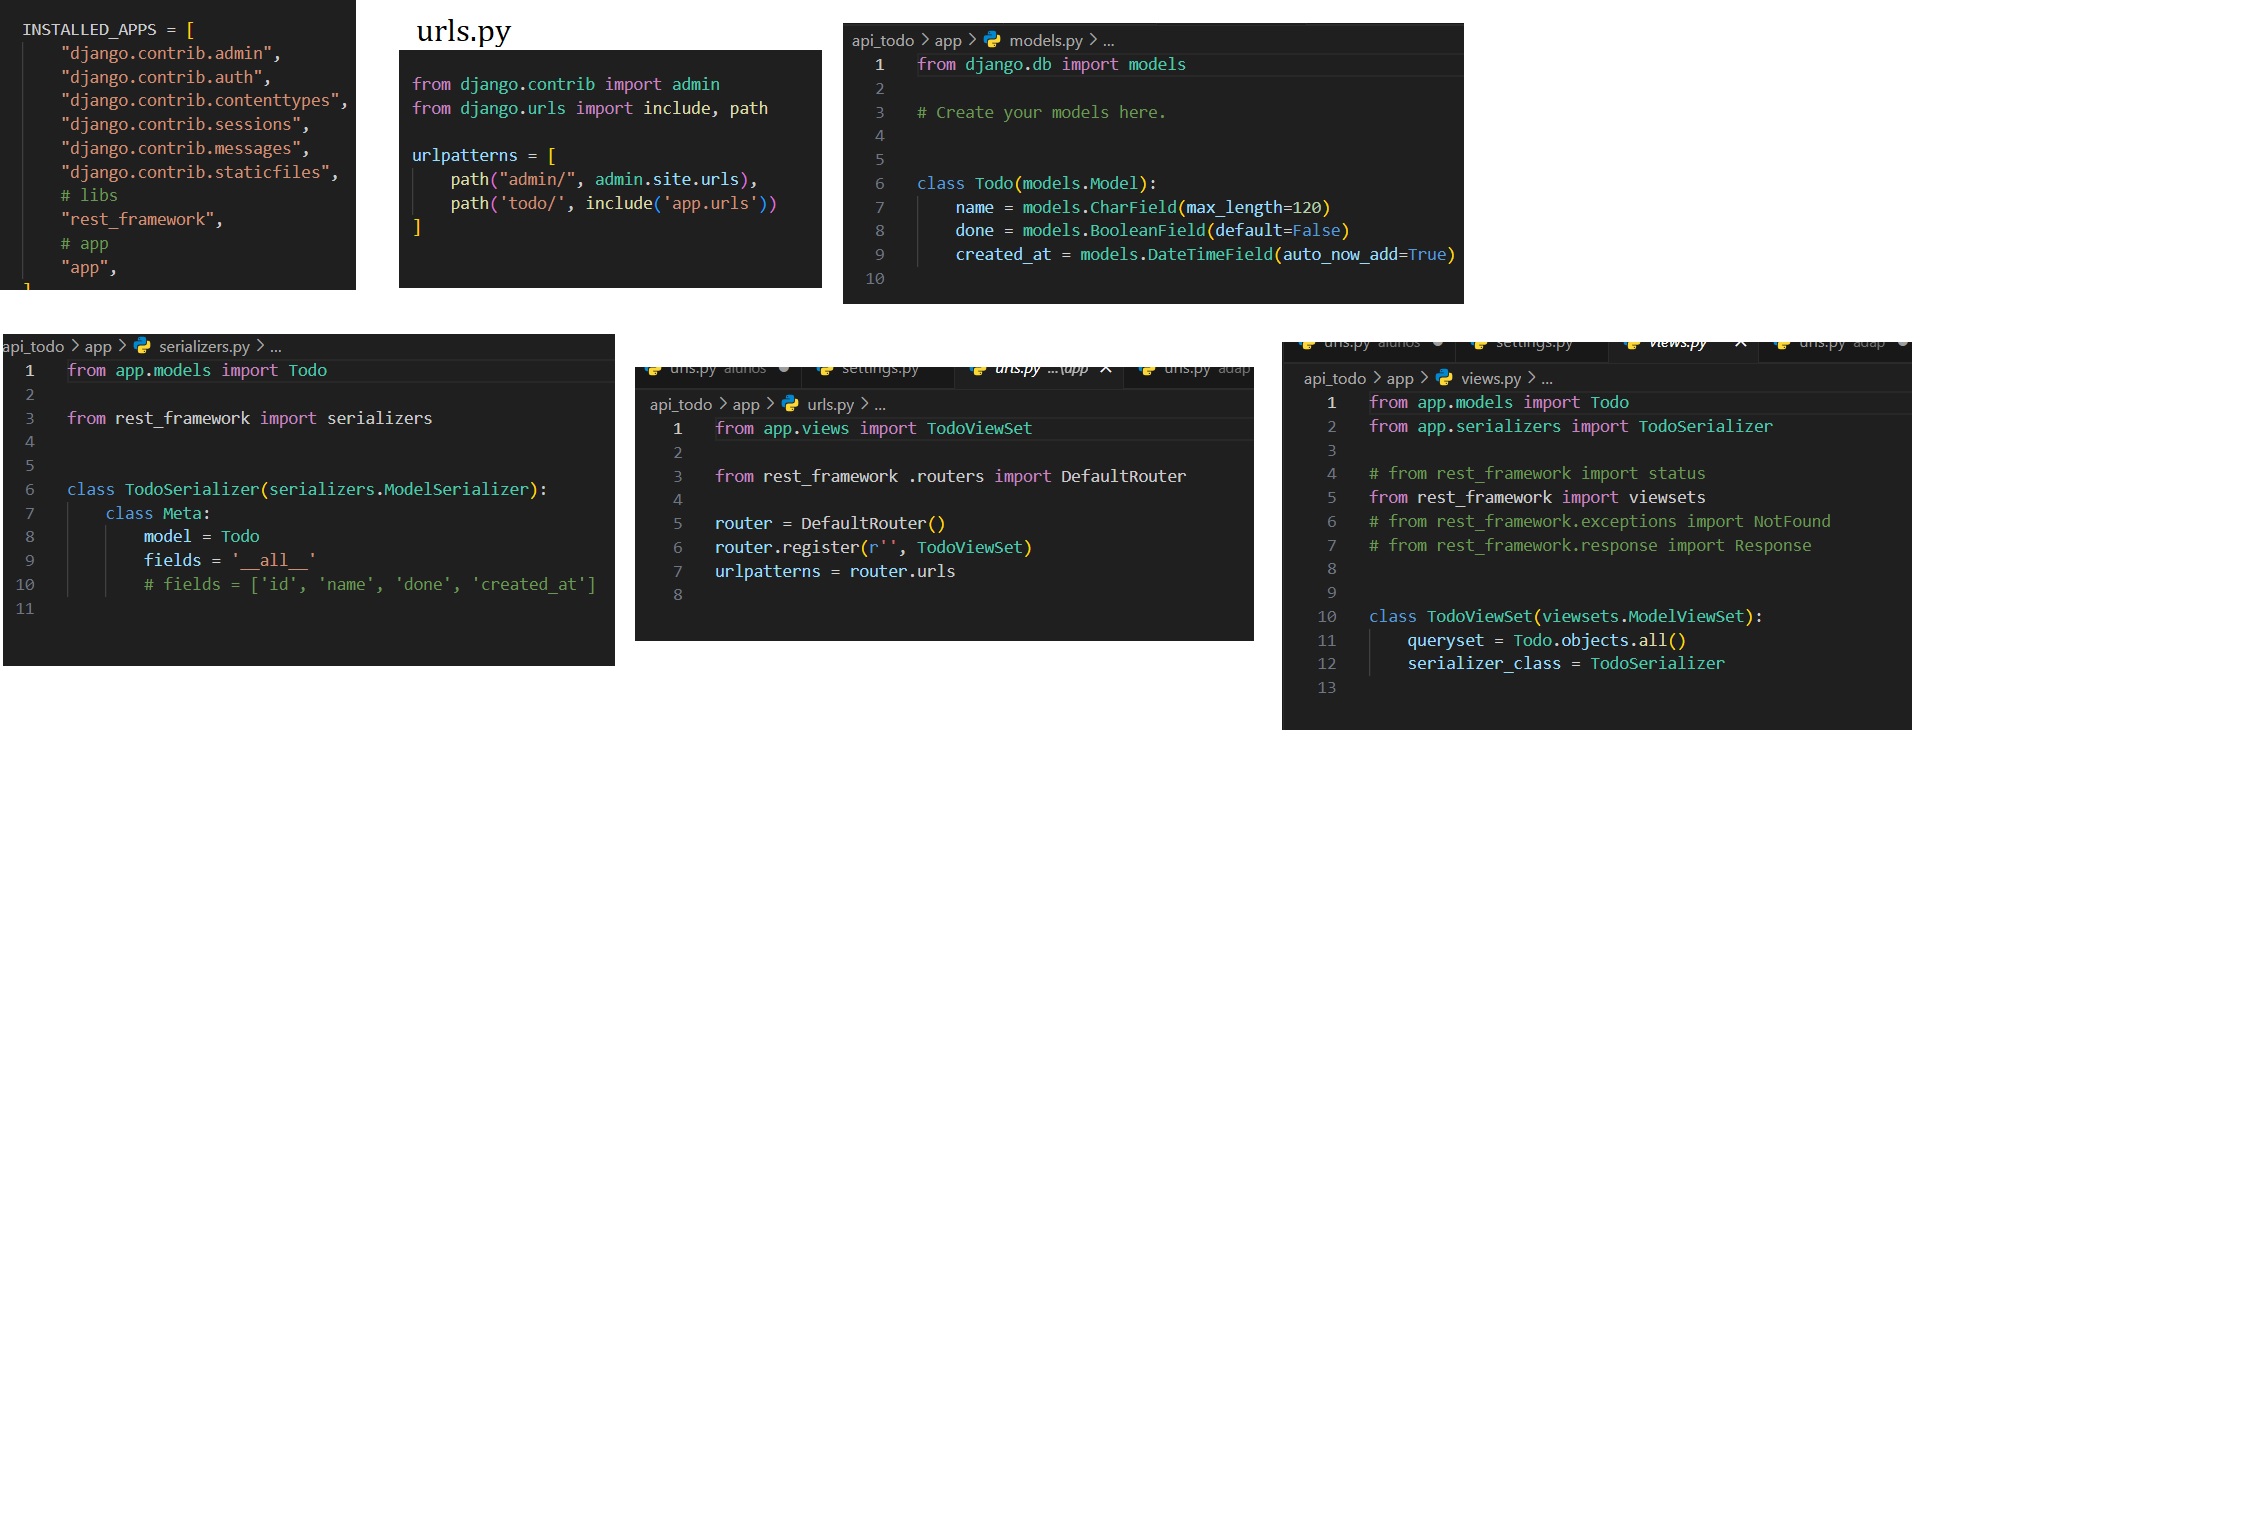 INSTALLED_APPS = [
"django.contrib.admin",
"django.contrib.auth",
"django.contrib.contenttypes",
"django.contrib.sessions",
"django.contrib.messages",
"django.contrib.staticfiles",
# libs
"rest_framework",
# app
"app",
]
urls.py
from django.contrib import admin
from django.urls import include, path
urlpatterns = [
path("admin/", admin.site.urls),
path('todo/', include('app.urls'))
]
api_todo > app > models.py > ...
1 from django.db import models
2
3 # Create your models here.
4
5
6 class Todo(models.Model):
7 name = models.CharField(max_length=120)
8 done = models.BooleanField(default=False)
9 created_at = models.DateTimeField(auto_now_add=True)
10
api_todo > app > serializers.py > ...
1 from app.models import Todo
2
3 from rest_framework import serializers
4
5
6 class TodoSerializer(serializers.ModelSerializer):
7 class Meta:
8 model = Todo
9 fields = '__all__'
10 # fields = ['id', 'name', 'done', 'created_at']
11
urls.py alunos settings.py urls.py ...\app urls.py adap
api_todo > app > urls.py > ...
1 from app.views import TodoViewSet
2
3 from rest_framework .routers import DefaultRouter
4
5 router = DefaultRouter()
6 router.register(r'', TodoViewSet)
7 urlpatterns = router.urls
8
urls.py alunos settings.py views.py urls.py adap
api_todo > app > views.py > ...
1 from app.models import Todo
2 from app.serializers import TodoSerializer
3
4 # from rest_framework import status
5 from rest_framework import viewsets
6 # from rest_framework.exceptions import NotFound
7 # from rest_framework.response import Response
8
9
10 class TodoViewSet(viewsets.ModelViewSet):
11 queryset = Todo.objects.all()
12 serializer_class = TodoSerializer
13